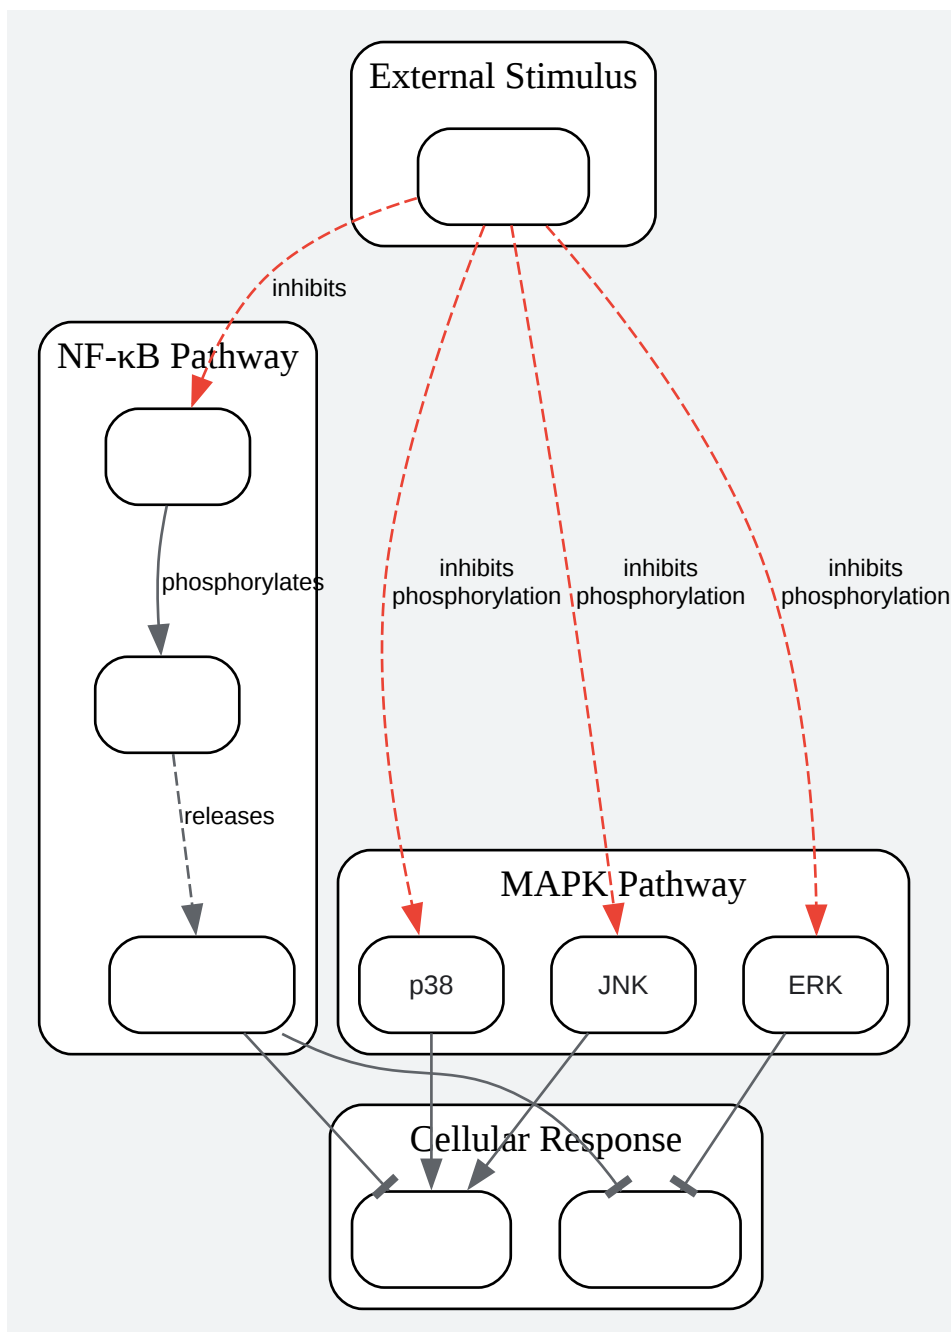 External Stimulus
inhibits
NF-κB Pathway
phosphorylates
inhibits
phosphorylation
inhibits
phosphorylation
inhibits
phosphorylation
releases
MAPK Pathway
p38
JNK
ERK
Cellular Response